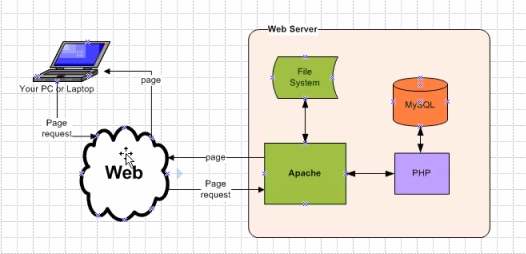 Web Server
File
System
page
Your PC or Laptop
MySQL
Page
request
page
Web
Apache
PHP
Page
request